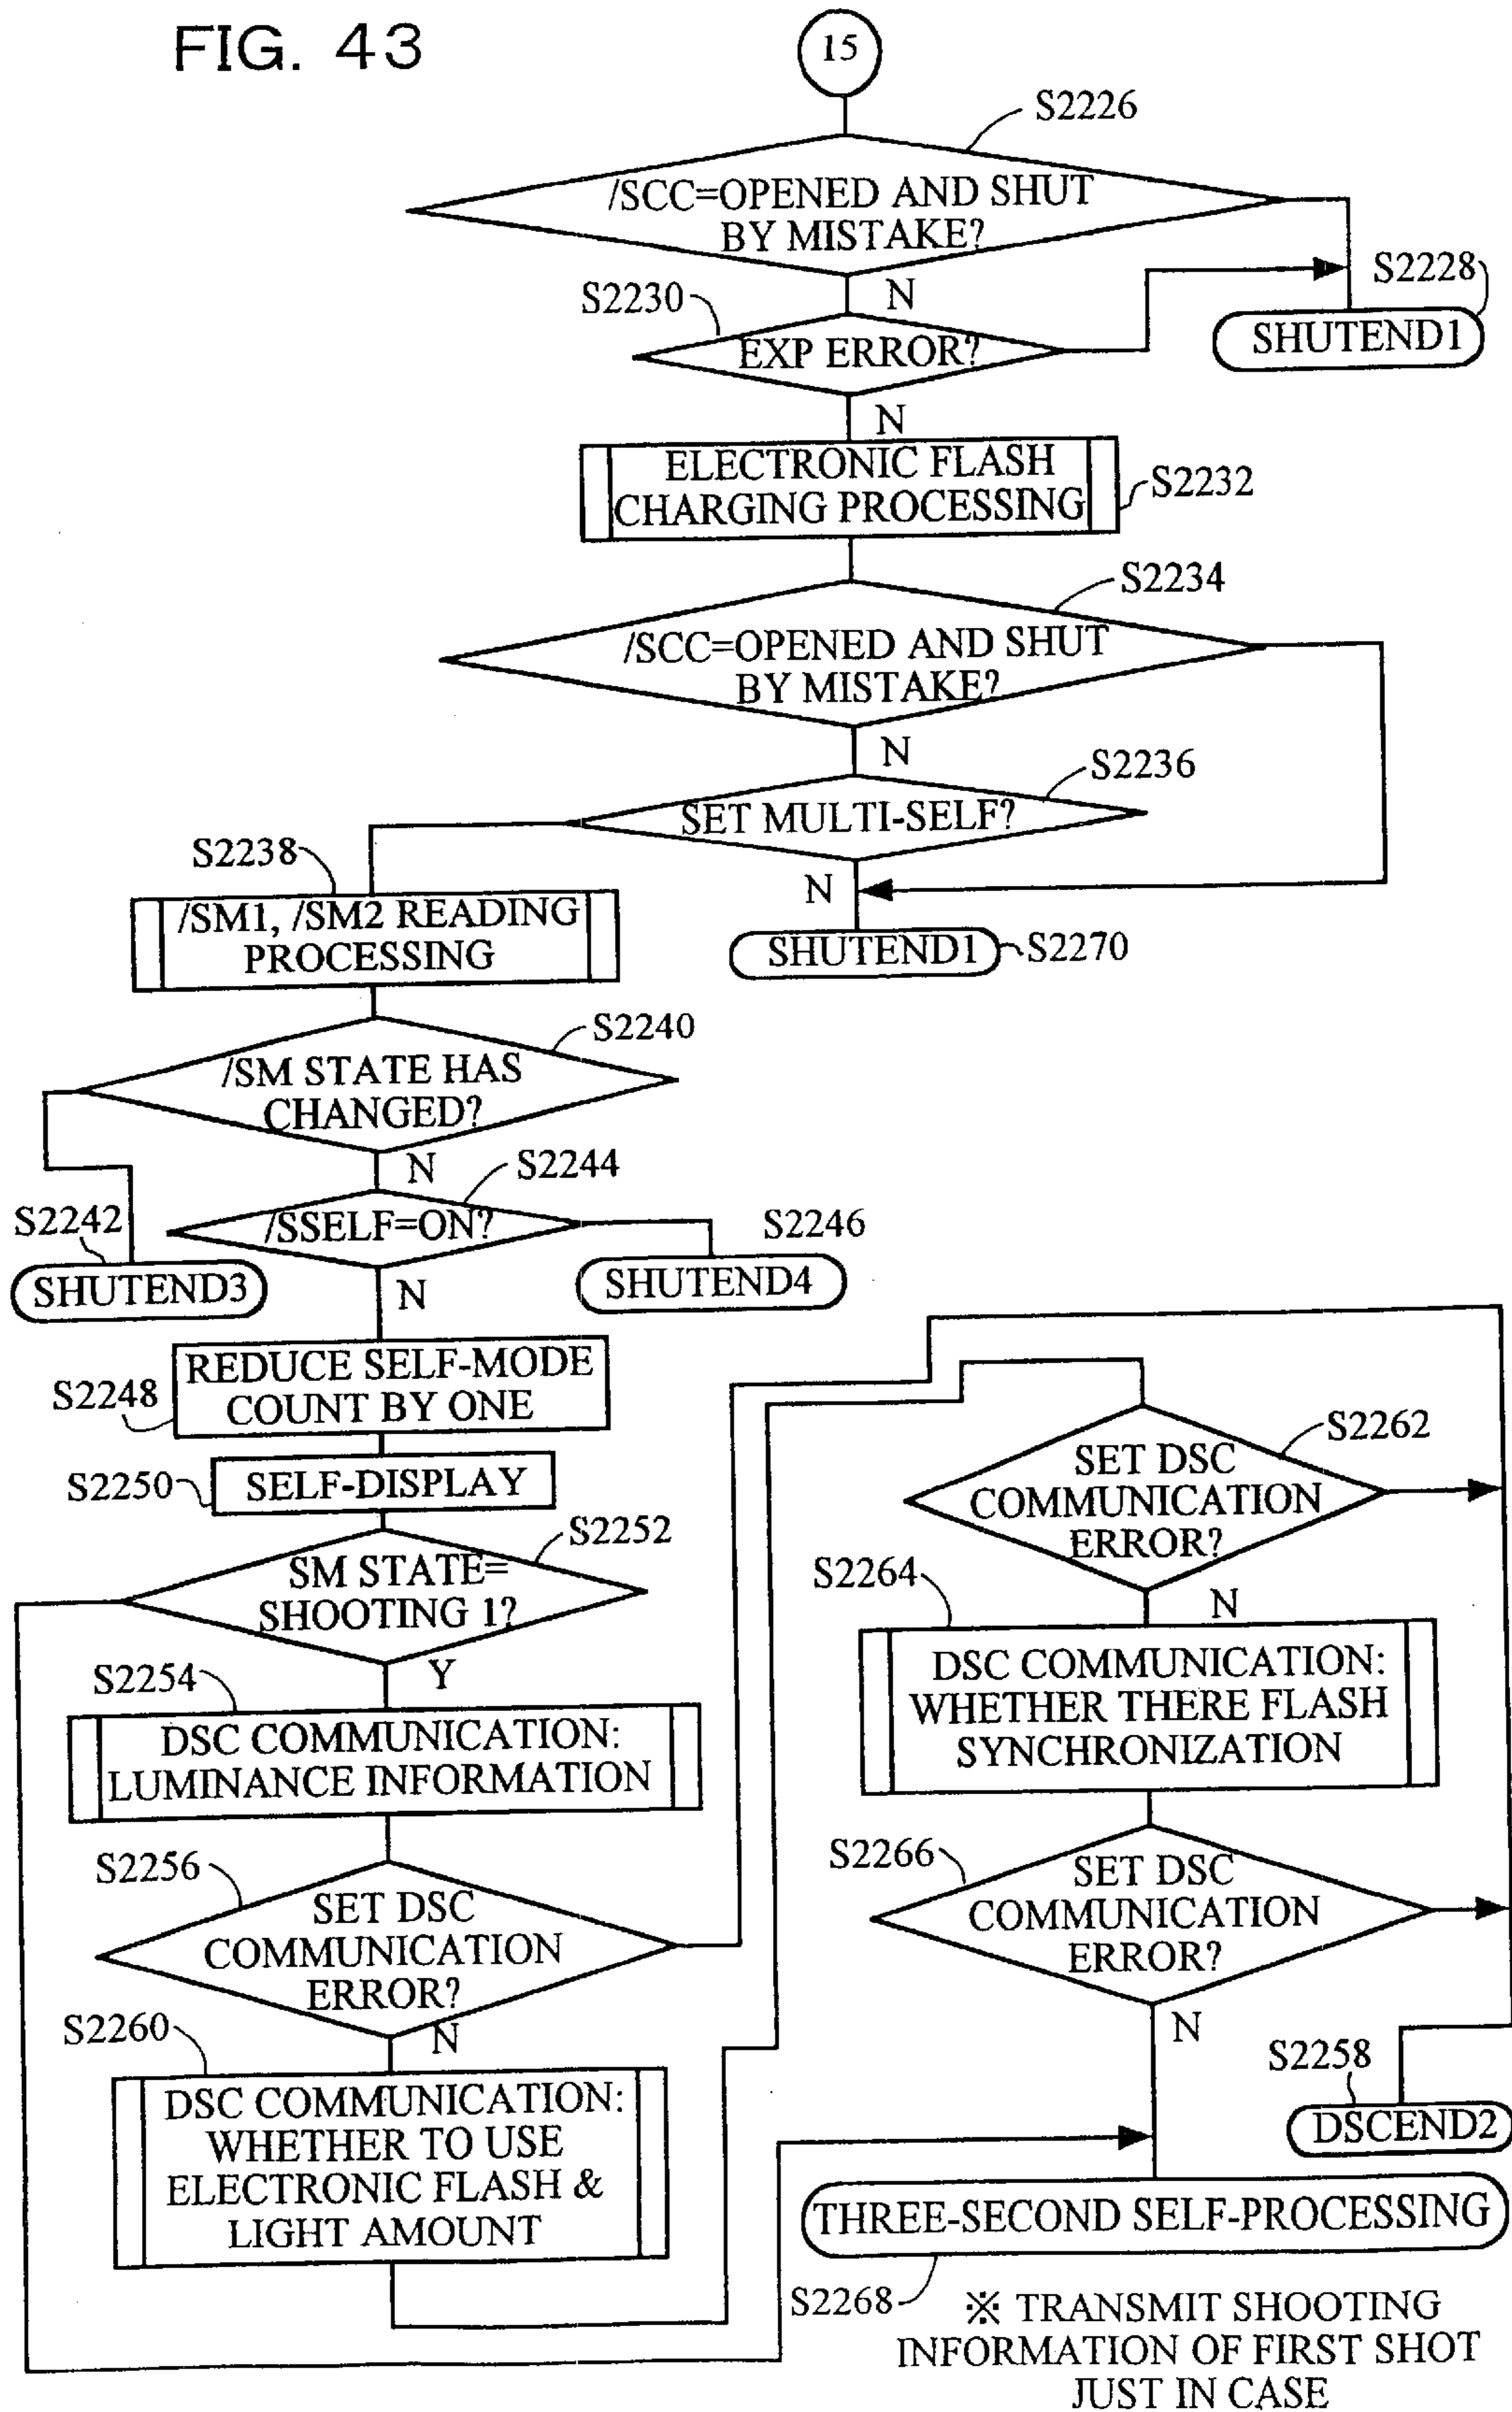 FIG. 43
15
S2226
/SCC=OPENED AND SHUT
BY MISTAKE?
S2228
SHUTEND1
N
S2230
EXP ERROR?
N
ELECTRONIC FLASH
CHARGING PROCESSING
S2232
S2234
/SCC=OPENED AND SHUT
BY MISTAKE?
N
S2236
SET MULTI-SELF?
N
SHUTEND1
S2270
S2238
/SM1, /SM2 READING
PROCESSING
S2240
/SM STATE HAS
CHANGED?
N
S2242
SHUTEND3
S2244
/SSELF=ON?
S2246
SHUTEND4
N
REDUCE SELF-MODE
COUNT BY ONE
S2248
S2250
SELF-DISPLAY
S2252
SM STATE=
SHOOTING 1?
Y
S2254
DSC COMMUNICATION:
LUMINANCE INFORMATION
S2256
SET DSC
COMMUNICATION
ERROR?
N
S2260
DSC COMMUNICATION:
WHETHER TO USE
ELECTRONIC FLASH &
LIGHT AMOUNT
S2262
SET DSC
COMMUNICATION
ERROR?
N
S2264
DSC COMMUNICATION:
WHETHER THERE FLASH
SYNCHRONIZATION
S2266
SET DSC
COMMUNICATION
ERROR?
N
S2258
DSCEND2
THREE-SECOND SELF-PROCESSING
S2268
※ TRANSMIT SHOOTING
INFORMATION OF FIRST SHOT
JUST IN CASE